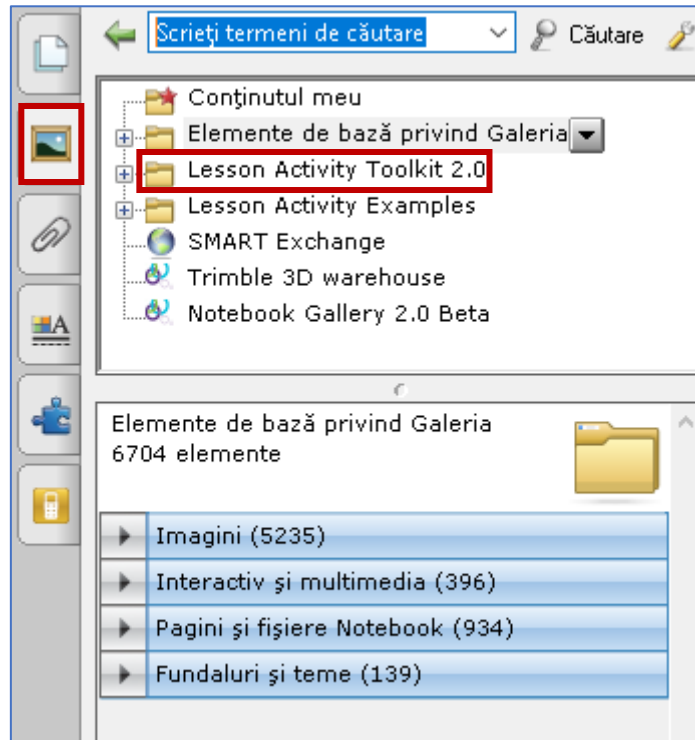 Scrieţi termeni de căutare Căutare
Conţinutul meu
Elemente de bază privind Galeria
Lesson Activity Toolkit 2.0
Lesson Activity Examples
SMART Exchange
Trimble 3D warehouse
Notebook Gallery 2.0 Beta
A
Elemente de bază privind Galeria
6704 elemente
Imagini (5235)
Interactiv şi multimedia (396)
Pagini şi fişiere Notebook (934)
Fundaluri şi teme (139)